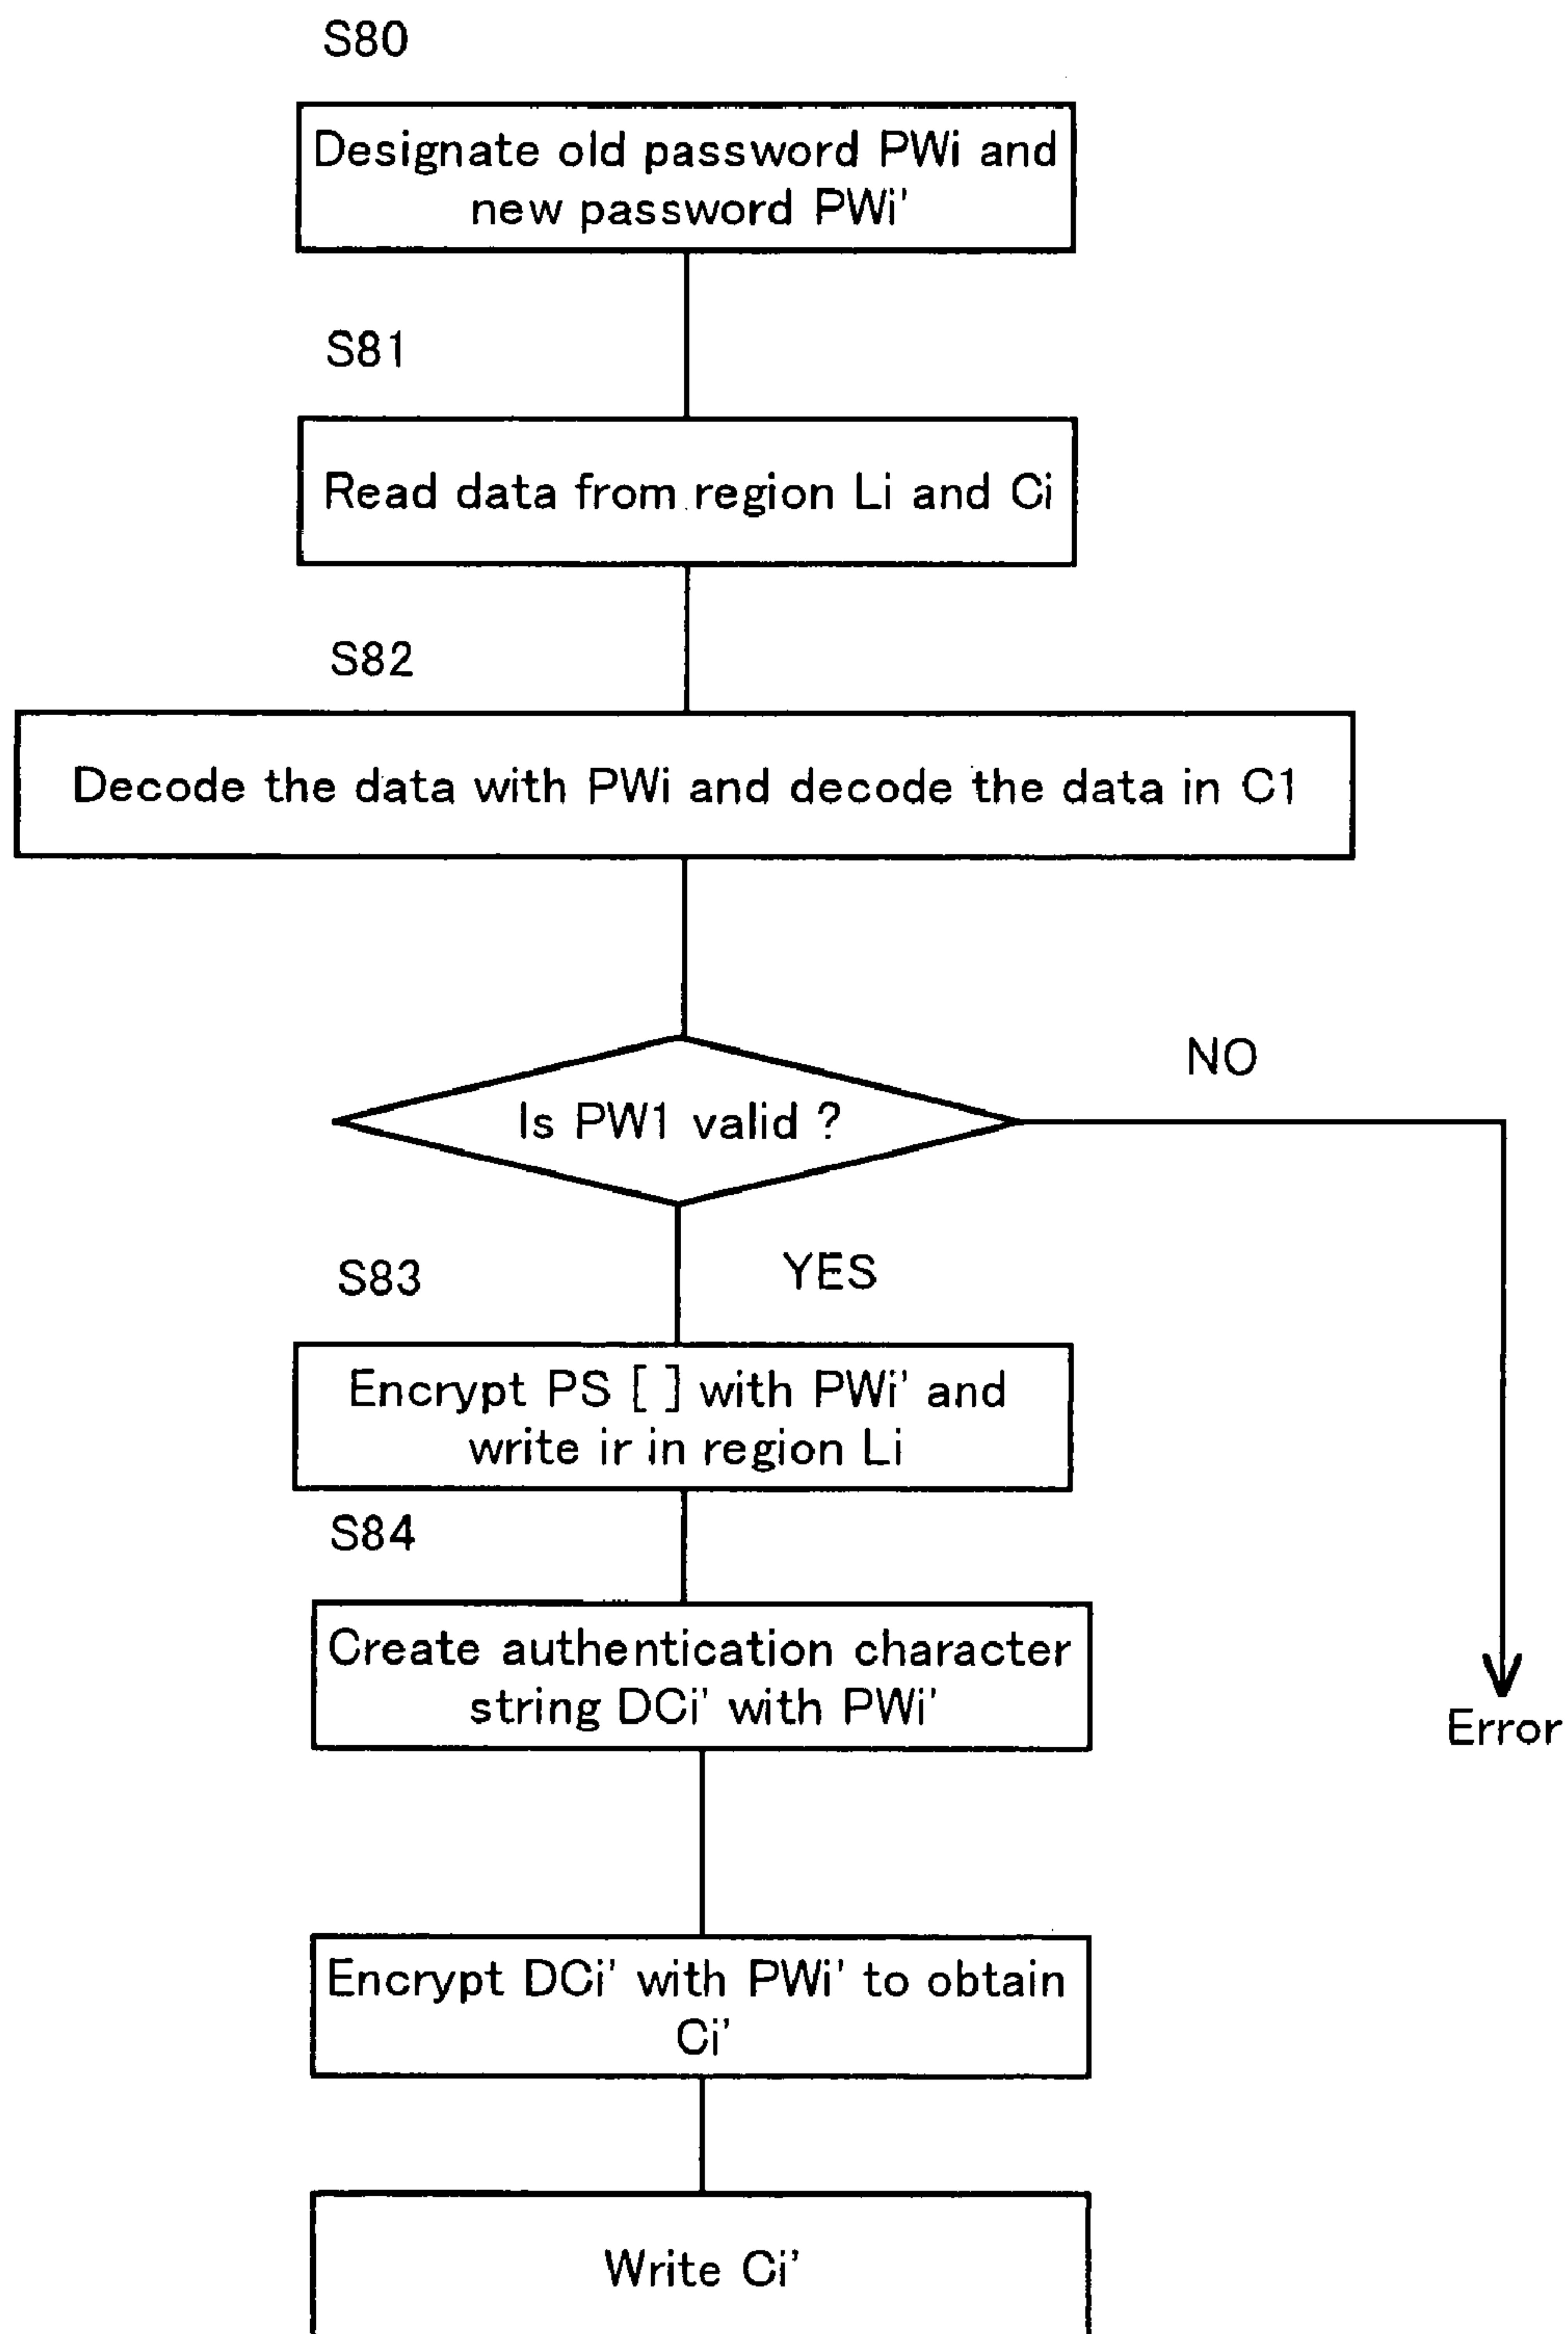 S80
Designate old password PWi and
new password PWi'
S81
Read data from region Li and Ci
S82
Decode the data with PWi and decode the data in C1
Is PW1 valid ?
NO
YES
S83
Encrypt PS [ ] with PWi' and
write ir in region Li
S84
Create authentication character
string DCi' with PWi'
Error
Encrypt DCi' with PWi' to obtain
Ci'
Write Ci'